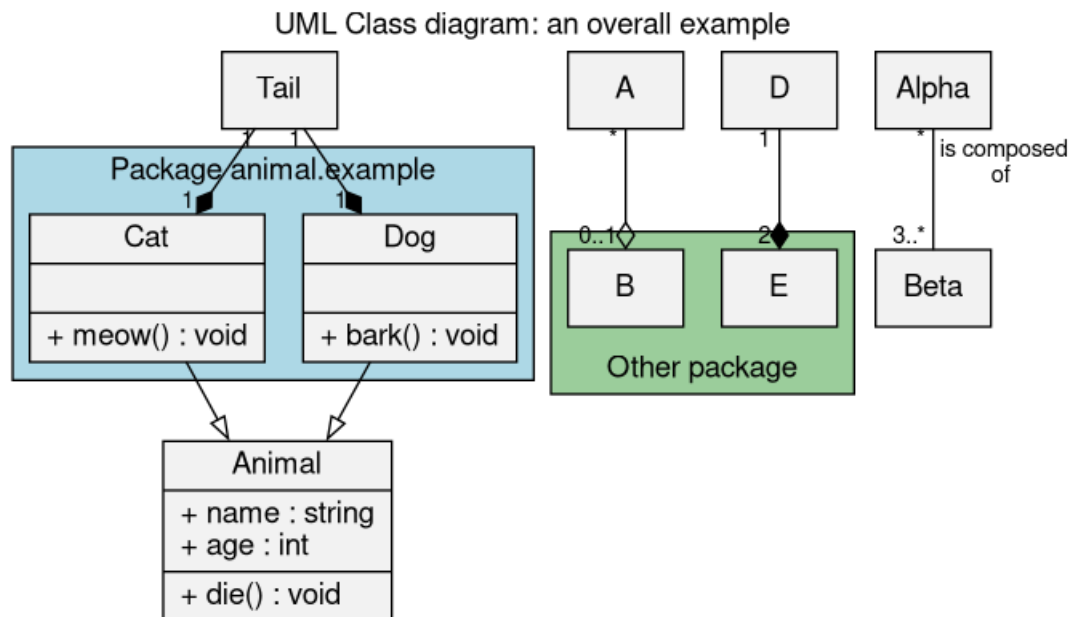 UML Class diagram: an overall example
Tail
A
D
Alpha
1
1
*
1
*
is composed
of
Package animal.example
1
1
Cat
Dog
0..1
2
3..*
B
E
Beta
+ meow() : void
+ bark() : void
Other package
Animal
+ name : string
+ age : int
+ die() : void